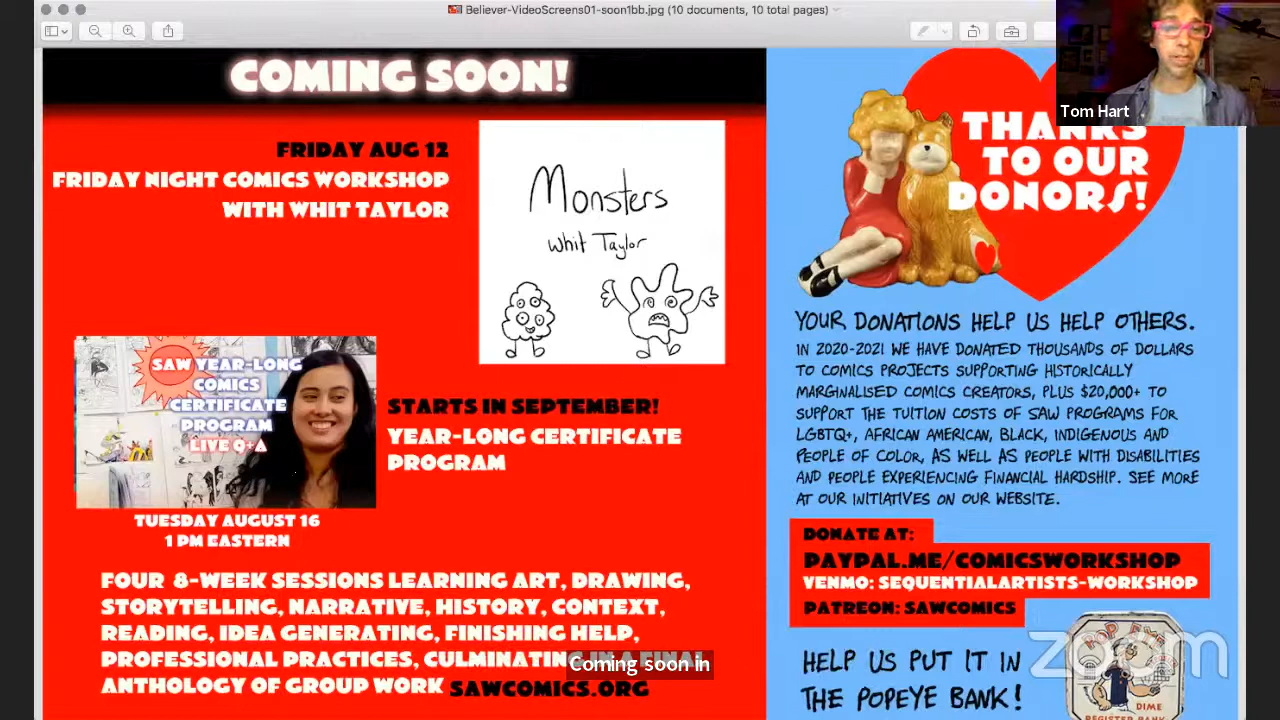 Believer-VideoScreens01-soon1bb.jpg (10 documents, 10 total pages)
COMING SOON!
FRIDAY AUG 12
FRIDAY NIGHT COMICS WORKSHOP
WITH WHIT TAYLOR
Monsters
Whit Taylor
SAW YEAR-LONG
COMICS
CERTIFICATE
PROGRAM
LIVE Q+A
TUESDAY AUGUST 16
1 PM EASTERN
STARTS IN SEPTEMBER!
YEAR-LONG CERTIFICATE
PROGRAM
FOUR 8-WEEK SESSIONS LEARNING ART, DRAWING,
STORYTELLING, NARRATIVE, HISTORY, CONTEXT,
READING, IDEA GENERATING, FINISHING HELP,
PROFESSIONAL PRACTICES, CULMINATING IN A FINAL
ANTHOLOGY OF GROUP WORK SAWCOMICS.ORG
Coming soon in
Tom Hart
THANKS
TO OUR
DONORS!
YOUR DONATIONS HELP US HELP OTHERS.
IN 2020-2021 WE HAVE DONATED THOUSANDS OF DOLLARS
TO COMICS PROJECTS SUPPORTING HISTORICALLY
MARGINALISED COMICS CREATORS, PLUS $20,000+ TO
SUPPORT THE TUITION COSTS OF SAW PROGRAMS FOR
LGBTQ+, AFRICAN AMERICAN, BLACK, INDIGENOUS AND
PEOPLE OF COLOR, AS WELL AS PEOPLE WITH DISABILITIES
AND PEOPLE EXPERIENCING FINANCIAL HARDSHIP. SEE MORE
AT OUR INITIATIVES ON OUR WEBSITE.
DONATE AT:
PAYPAL.ME/COMICSWORKSHOP
VENMO: SEQUENTIALARTISTS-WORKSHOP
PATREON: SAWCOMICS
HELP US PUT IT IN
THE POPEYE BANK!
zoom
DIME
REGISTER BANK